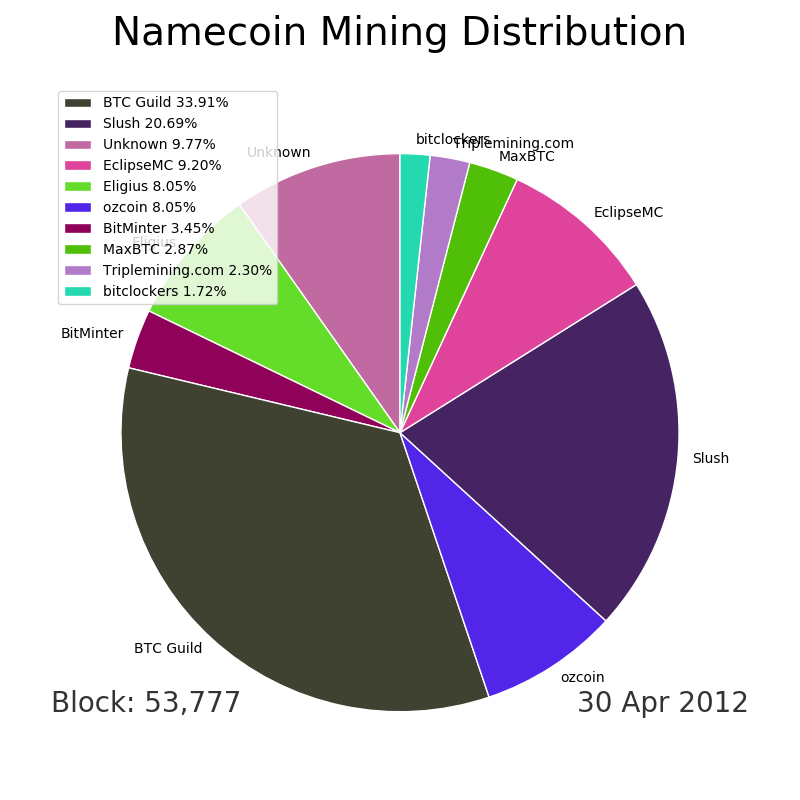 Namecoin Mining Distribution
BTC Guild 33.91%
Slush 20.69%
Unknown 9.77%
EclipseMC 9.20%
Eligius 8.05%
ozcoin 8.05%
BitMinter 3.45%
MaxBTC 2.87%
Triplemining.com 2.30%
bitclockers 1.72%
bitclockers
Triplemining.com
MaxBTC
Unknown
EclipseMC
Eligius
BitMinter
Slush
BTC Guild
ozcoin
Block: 53,777
30 Apr 2012